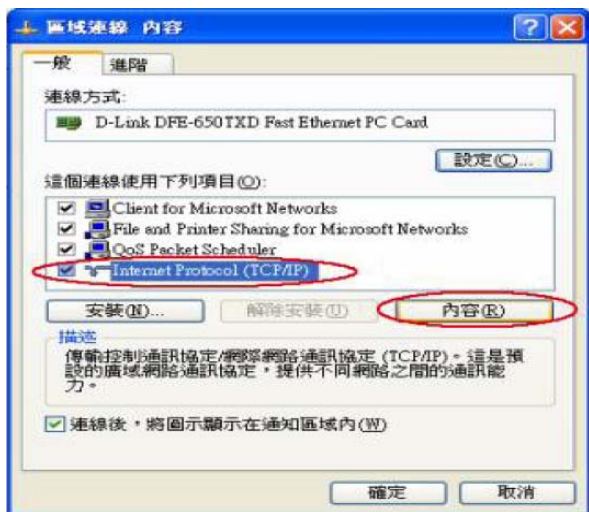 區域連線 內容
一般 進階
連線方式:
D-Link DFE-650TXD Fast Ethernet PC Card
設定(C)...
這個連線使用下列項目(O):
Client for Microsoft Networks
File and Printer Sharing for Microsoft Networks
QoS Packet Scheduler
Internet Protocol (TCP/IP)
安裝(N)... 解除安裝(U) 內容(R)
描述
傳輸控制通訊協定/網際網路通訊協定 (TCP/IP)。這是預
設的廣域網路通訊協定，提供不同網路之間的通訊能
力。
連線後，將圖示顯示在通知區域內(W)
確定 取消